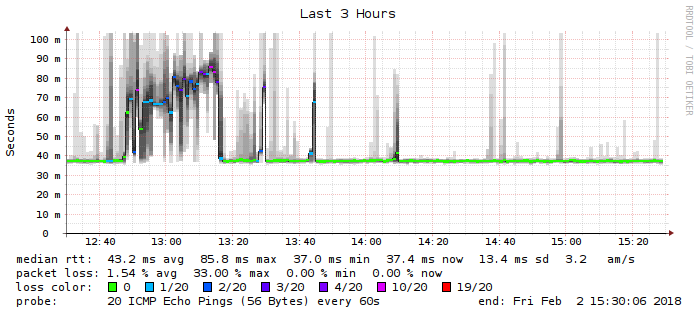 Last 3 Hours
RRDTOOL / TOBI OETIKER
Seconds
100 m
90 m
80 m
70 m
60 m
50 m
40 m
30 m
20 m
10 m
0
12:40 13:00 13:20 13:40 14:00 14:20 14:40 15:00 15:20
median rtt: 43.2 ms avg 85.8 ms max 37.0 ms min 37.4 ms now 13.4 ms sd 3.2 am/s
packet loss: 1.54 % avg 33.00 % max 0.00 % min 0.00 % now
loss color: 0 1/20 2/20 3/20 4/20 10/20 19/20
probe: 20 ICMP Echo Pings (56 Bytes) every 60s end: Fri Feb 2 15:30:06 2018